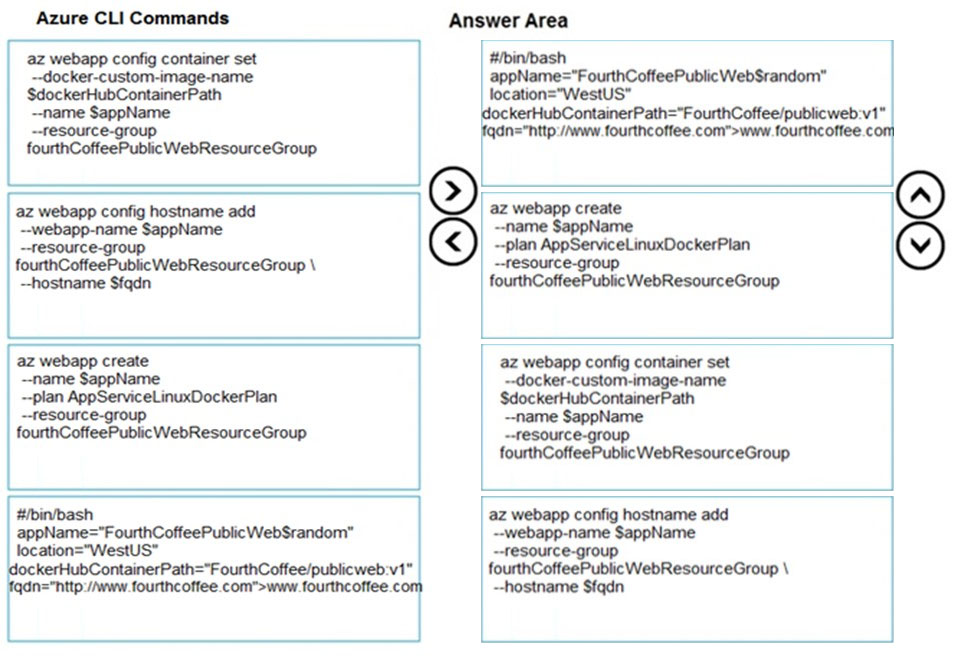 Azure CLI Commands
az webapp config container set
--docker-custom-image-name
$dockerHubContainerPath
--name $appName
--resource-group
fourthCoffeePublicWebResourceGroup
az webapp config hostname add
--webapp-name $appName
--resource-group
fourthCoffeePublicWebResourceGroup \
--hostname $fqdn
az webapp create
--name $appName
--plan AppServiceLinuxDockerPlan
--resource-group
fourthCoffeePublicWebResourceGroup
#/bin/bash
appName="FourthCoffeePublicWeb$random"
location="WestUS"
dockerHubContainerPath="FourthCoffee/publicweb:v1"
fqdn="http://www.fourthcoffee.com">www.fourthcoffee.com
Answer Area
#/bin/bash
appName="FourthCoffeePublicWeb$random"
location="WestUS"
dockerHubContainerPath="FourthCoffee/publicweb:v1"
fqdn="http://www.fourthcoffee.com">www.fourthcoffee.com
az webapp create
--name $appName
--plan AppServiceLinuxDockerPlan
--resource-group
fourthCoffeePublicWebResourceGroup
az webapp config container set
--docker-custom-image-name
$dockerHubContainerPath
--name $appName
--resource-group
fourthCoffeePublicWebResourceGroup
az webapp config hostname add
--webapp-name $appName
--resource-group
fourthCoffeePublicWebResourceGroup \
--hostname $fqdn